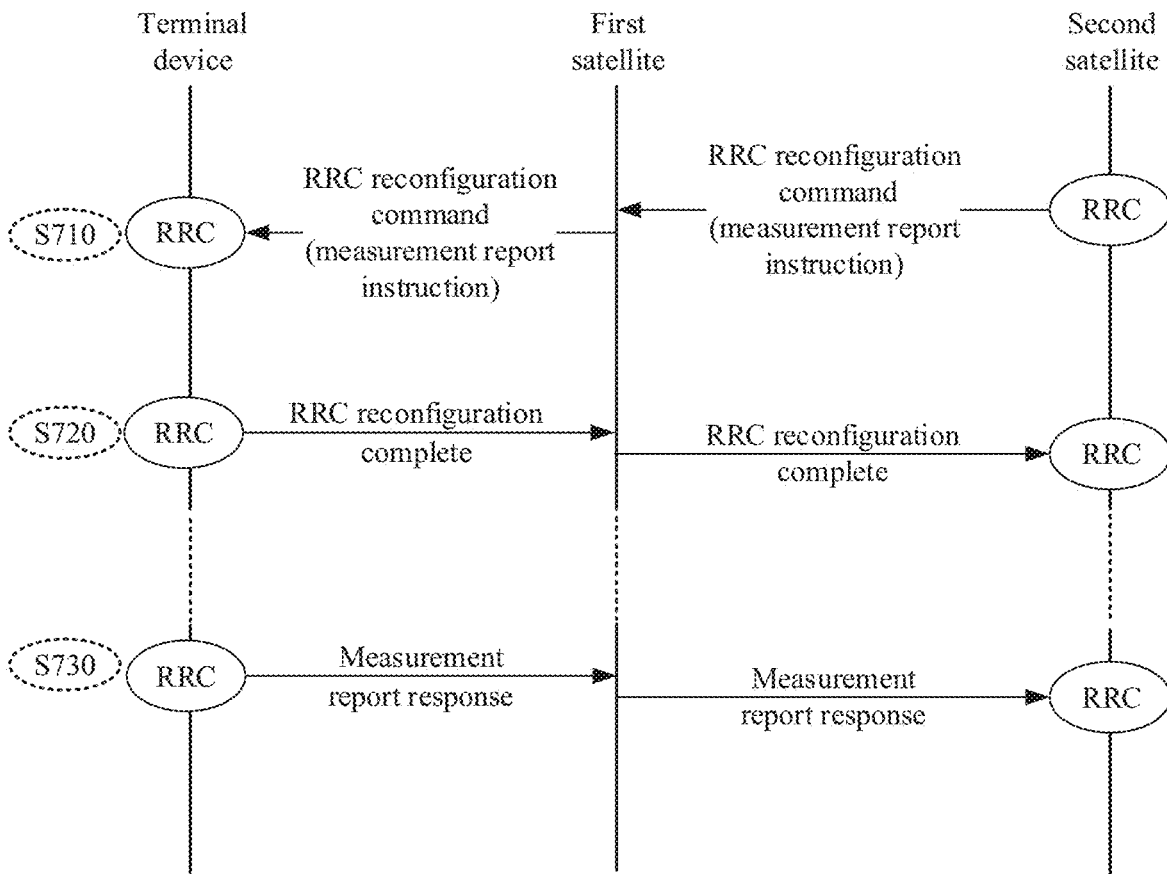 Terminal
device
First
satellite
Second
satellite
RRC reconfiguration
command
(measurement report
instruction)
RRC reconfiguration
command
(measurement report
instruction)
S710
RRC
RRC
S720
RRC
RRC reconfiguration
complete
RRC reconfiguration
complete
RRC
S730
RRC
Measurement
report response
Measurement
report response
RRC